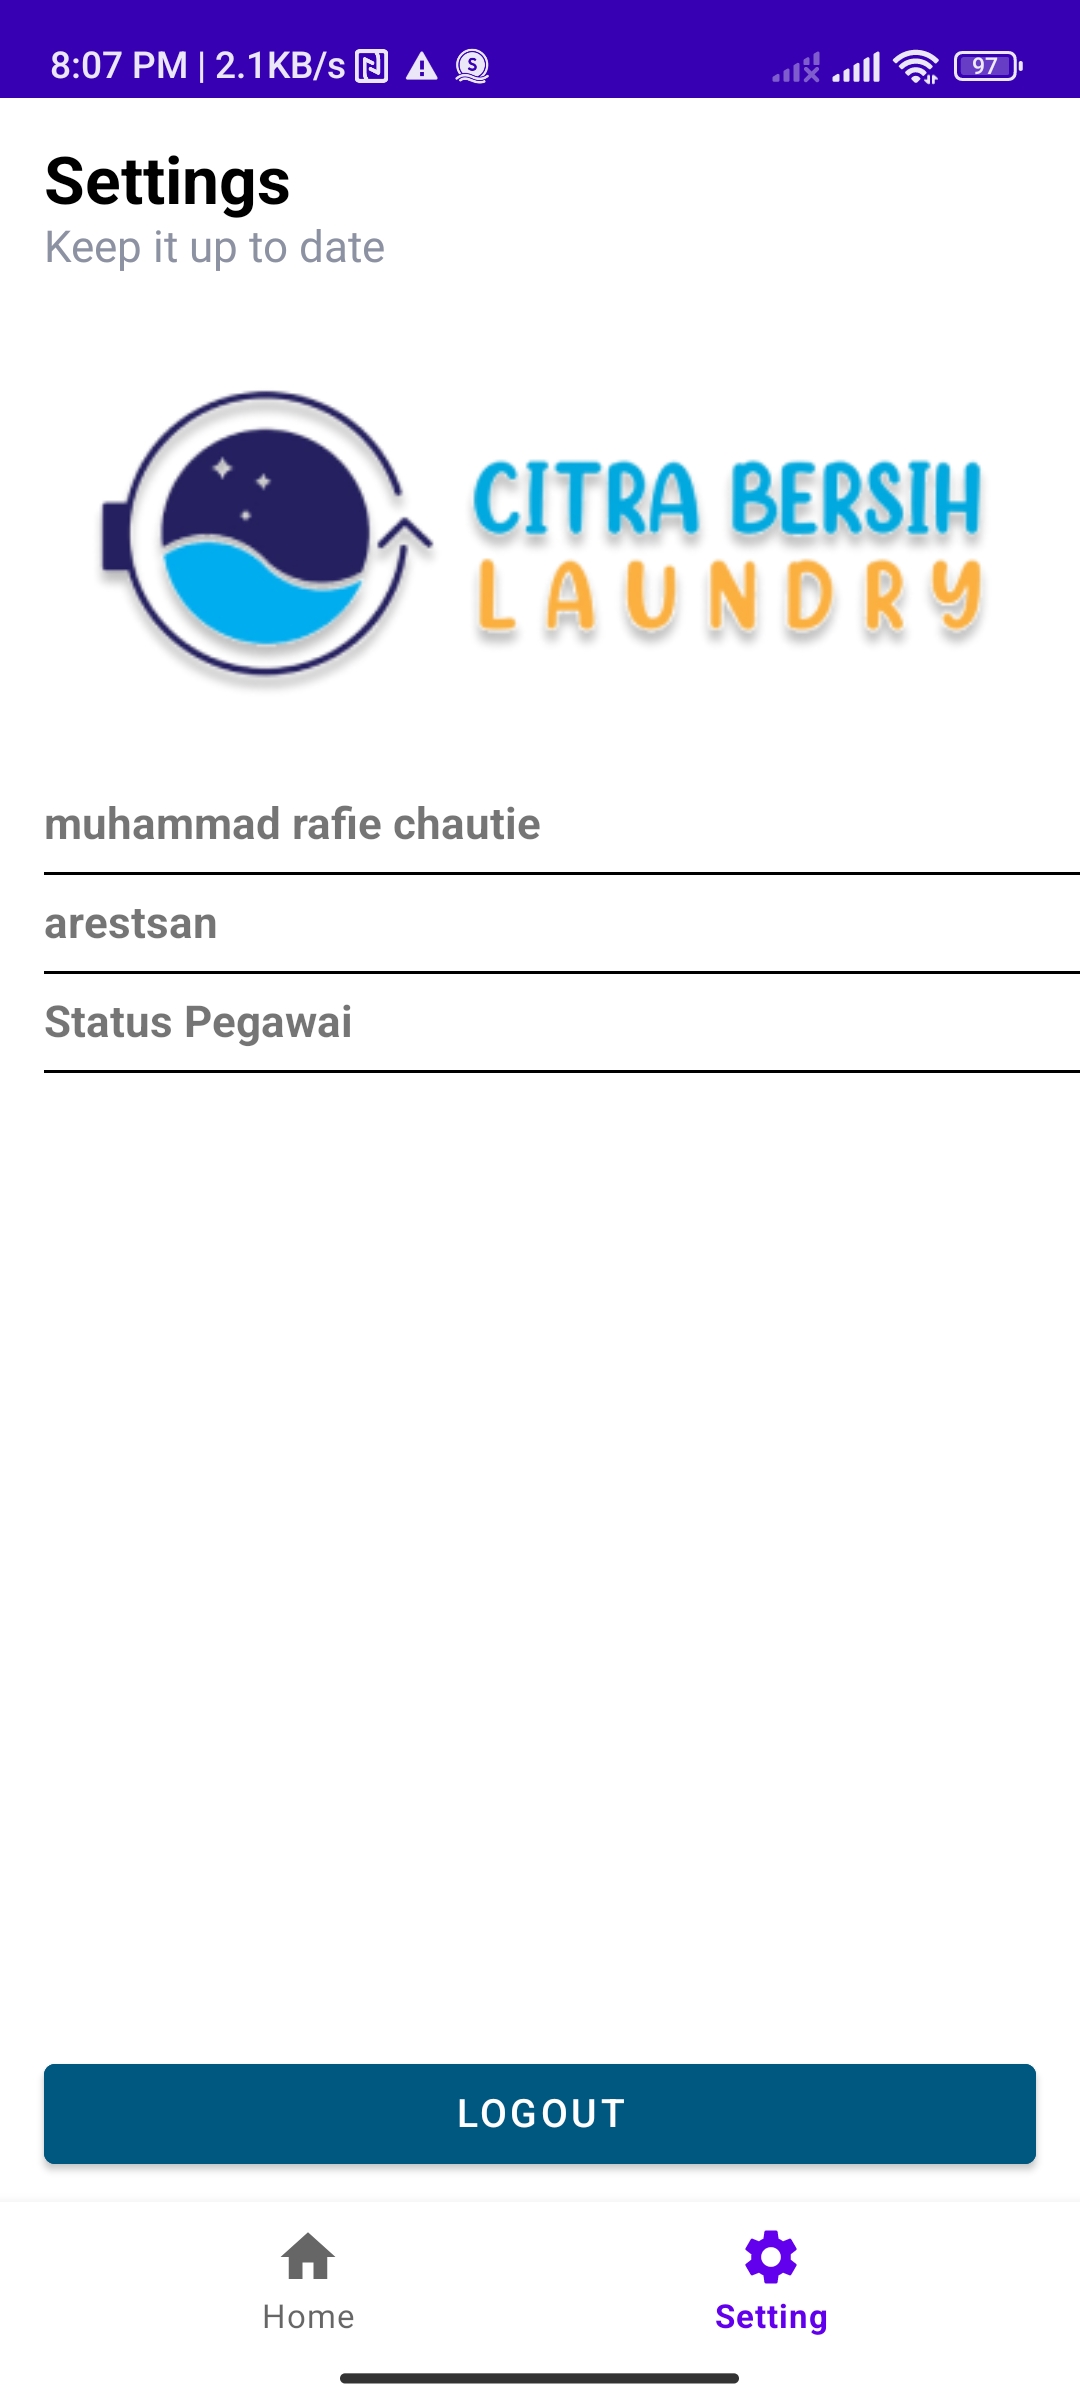 8:07 PM | 2.1KB/s
97
Settings
Keep it up to date
CITRA BERSIH
LAUNDRY
muhammad rafie chautie
arestsan
Status Pegawai
LOGOUT
Home
Setting